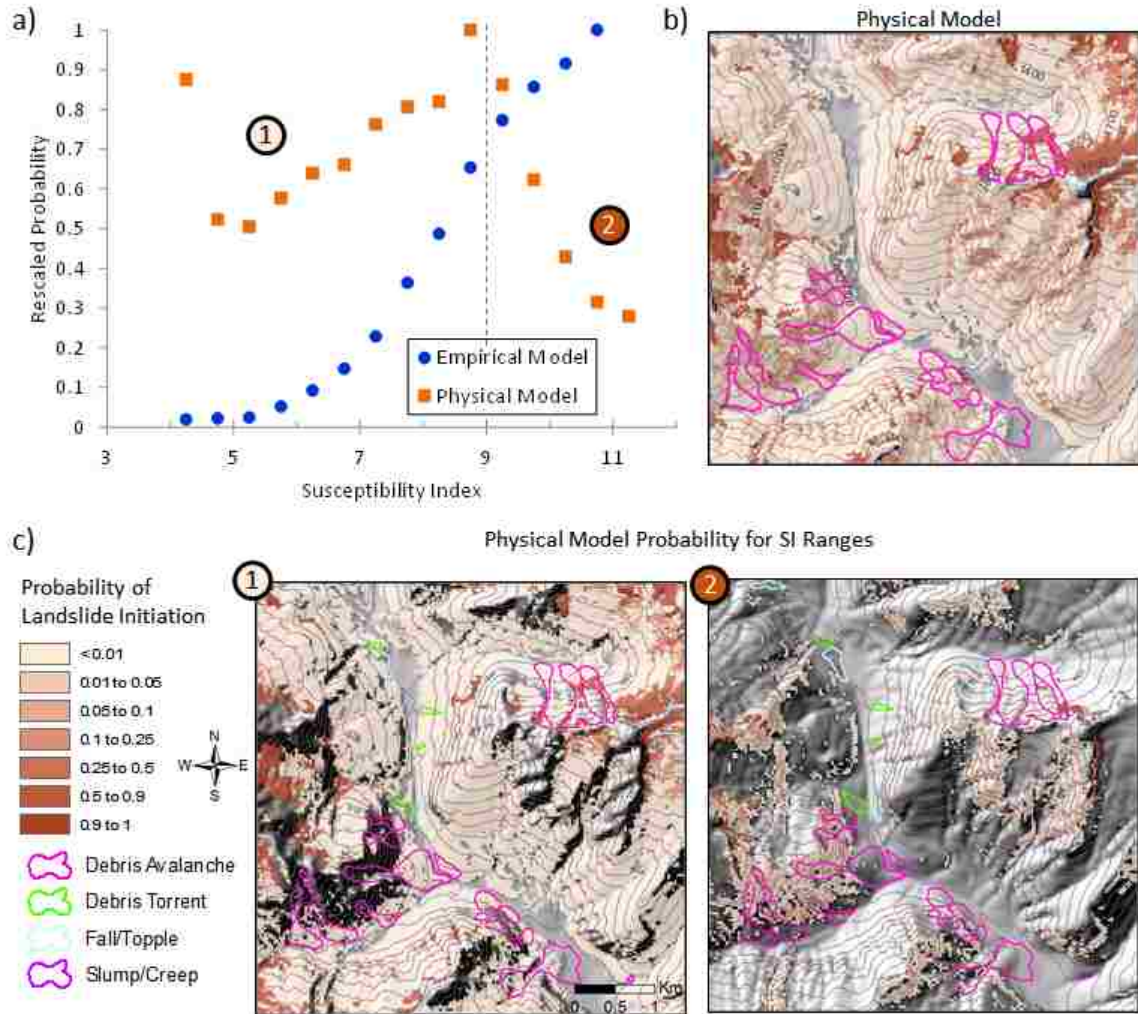 a)
1
0.9
0.8
0.7
0.6
0.5
0.4
0.3
0.2
0.1
0
Rescaled Probability
1
2
Empirical Model
Physical Model
3
5
7
9
11
Susceptibility Index
b)
Physical Model
1400
c)
Physical Model Probability for SI Ranges
1
2
Probability of
Landslide Initiation
<0.01
0.01 to 0.05
0.05 to 0.1
0.1 to 0.25
0.25 to 0.5
0.5 to 0.9
0.9 to 1
N
W
E
S
Debris Avalanche
Debris Torrent
Fall/Topple
Slump/Creep
Km
0 0.5 1